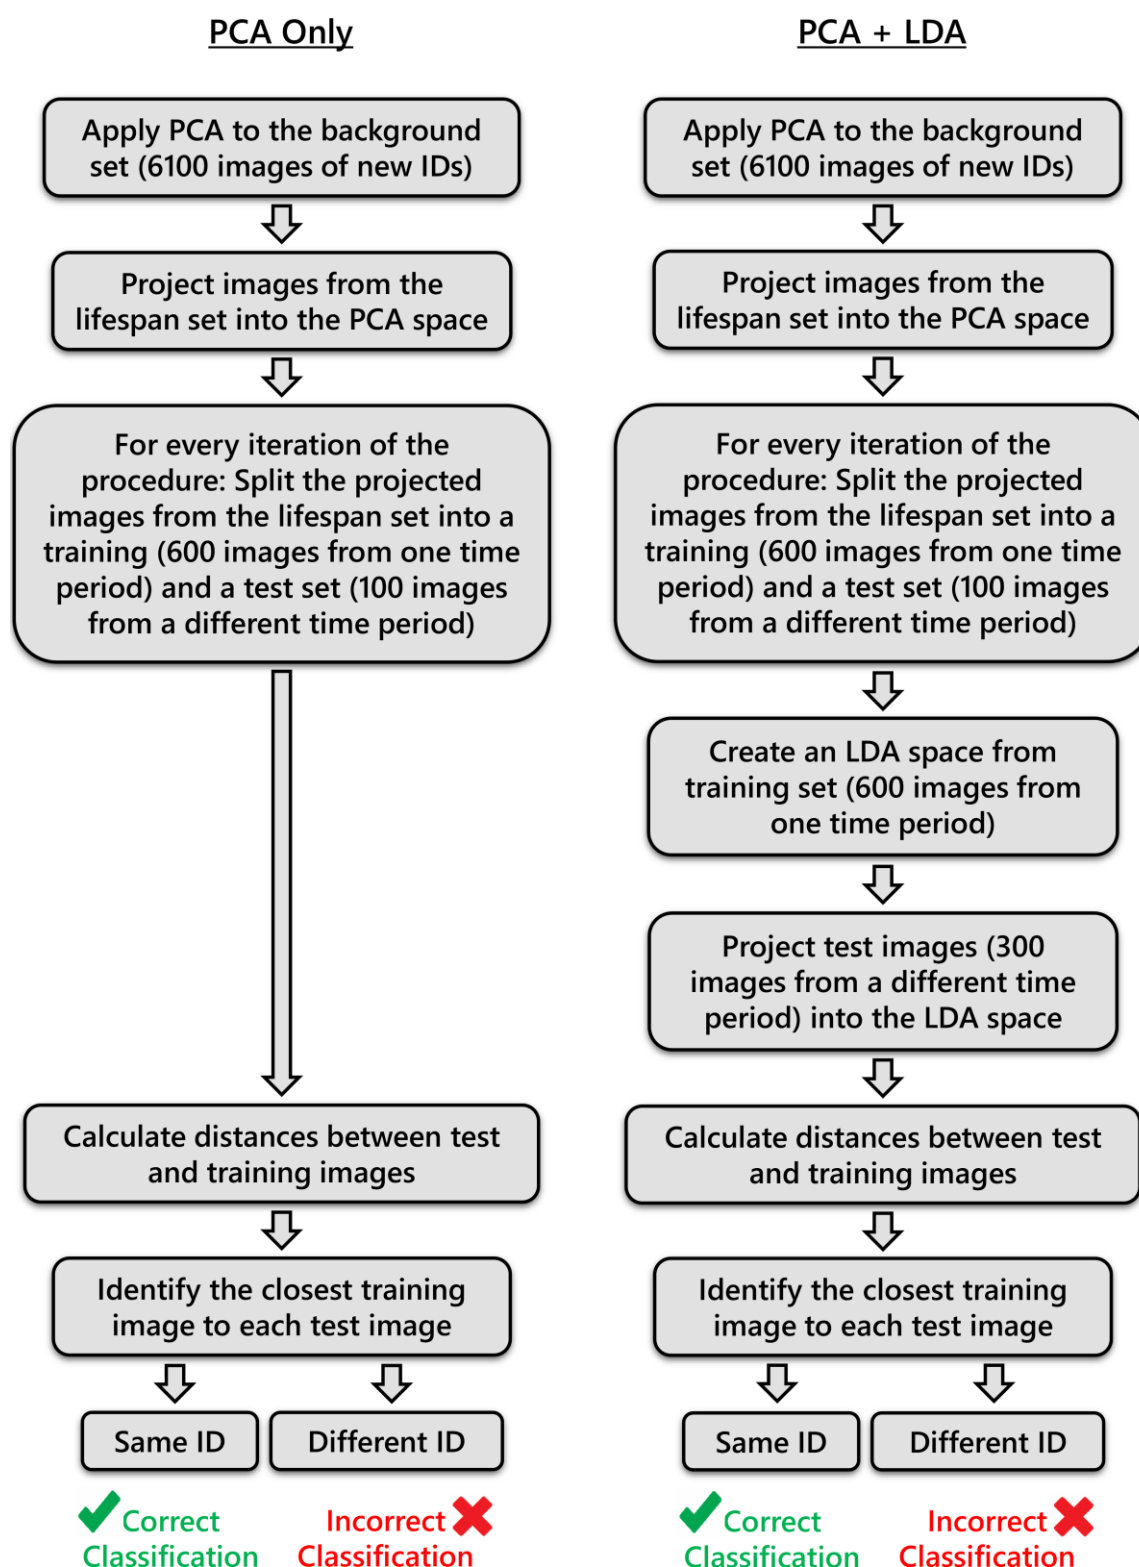 PCA Only
Apply PCA to the background
set (6100 images of new IDs)
Project images from the
lifespan set into the PCA space
For every iteration of the
procedure: Split the projected
images from the lifespan set into a
training (600 images from one time
period) and a test set (100 images
from a different time period)
Calculate distances between test
and training images
Identify the closest training
image to each test image
Same ID
Different ID
Correct
Classification
Incorrect
Classification
PCA + LDA
Apply PCA to the background
set (6100 images of new IDs)
Project images from the
lifespan set into the PCA space
For every iteration of the
procedure: Split the projected
images from the lifespan set into a
training (600 images from one time
period) and a test set (100 images
from a different time period)
Create an LDA space from
training set (600 images from
one time period)
Project test images (300
images from a different time
period) into the LDA space
Calculate distances between test
and training images
Identify the closest training
image to each test image
Same ID
Different ID
Correct
Classification
Incorrect
Classification